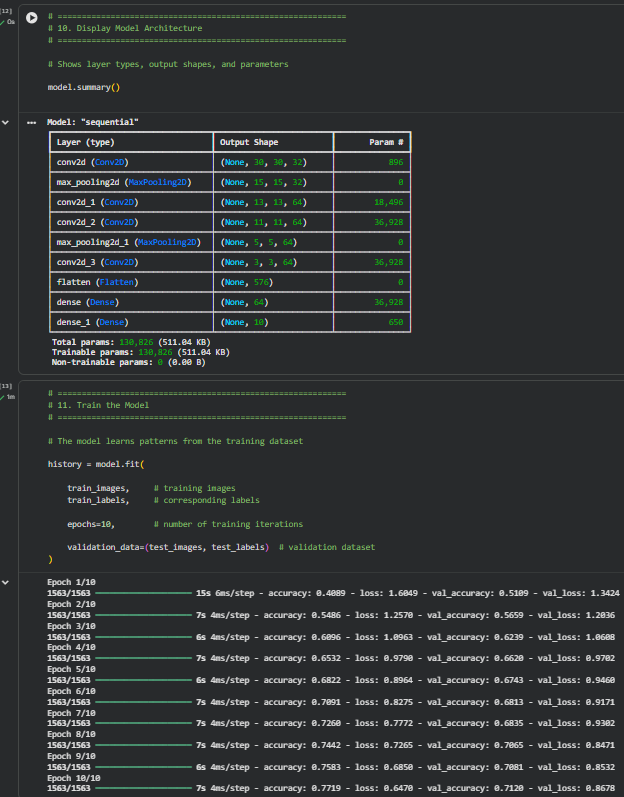 [12]
0s
# ============================================================
# 10. Display Model Architecture
# ============================================================
# Shows layer types, output shapes, and parameters
model.summary()
Model: "sequential"
Layer (type) Output Shape Param #
conv2d (Conv2D) (None, 30, 30, 32) 896
max_pooling2d (MaxPooling2D) (None, 15, 15, 32) 0
conv2d_1 (Conv2D) (None, 13, 13, 64) 18,496
conv2d_2 (Conv2D) (None, 11, 11, 64) 36,928
max_pooling2d_1 (MaxPooling2D) (None, 5, 5, 64) 0
conv2d_3 (Conv2D) (None, 3, 3, 64) 36,928
flatten (Flatten) (None, 576) 0
dense (Dense) (None, 64) 36,928
dense_1 (Dense) (None, 10) 650
Total params: 130,826 (511.04 KB)
Trainable params: 130,826 (511.04 KB)
Non-trainable params: 0 (0.00 B)
[13]
1m
# ============================================================
# 11. Train the Model
# ============================================================
# The model learns patterns from the training dataset
history = model.fit(
train_images, # training images
train_labels, # corresponding labels
epochs=10, # number of training iterations
validation_data=(test_images, test_labels) # validation dataset
)
Epoch 1/10
1563/1563 15s 6ms/step - accuracy: 0.4089 - loss: 1.6049 - val_accuracy: 0.5109 - val_loss: 1.3424
Epoch 2/10
1563/1563 7s 4ms/step - accuracy: 0.5486 - loss: 1.2570 - val_accuracy: 0.5659 - val_loss: 1.2036
Epoch 3/10
1563/1563 6s 4ms/step - accuracy: 0.6096 - loss: 1.0963 - val_accuracy: 0.6239 - val_loss: 1.0608
Epoch 4/10
1563/1563 7s 4ms/step - accuracy: 0.6532 - loss: 0.9790 - val_accuracy: 0.6620 - val_loss: 0.9702
Epoch 5/10
1563/1563 6s 4ms/step - accuracy: 0.6822 - loss: 0.8964 - val_accuracy: 0.6743 - val_loss: 0.9460
Epoch 6/10
1563/1563 7s 4ms/step - accuracy: 0.7091 - loss: 0.8275 - val_accuracy: 0.6813 - val_loss: 0.9171
Epoch 7/10
1563/1563 7s 4ms/step - accuracy: 0.7260 - loss: 0.7772 - val_accuracy: 0.6835 - val_loss: 0.9302
Epoch 8/10
1563/1563 7s 4ms/step - accuracy: 0.7442 - loss: 0.7265 - val_accuracy: 0.7065 - val_loss: 0.8471
Epoch 9/10
1563/1563 6s 4ms/step - accuracy: 0.7583 - loss: 0.6850 - val_accuracy: 0.7081 - val_loss: 0.8532
Epoch 10/10
1563/1563 7s 4ms/step - accuracy: 0.7719 - loss: 0.6470 - val_accuracy: 0.7120 - val_loss: 0.8678